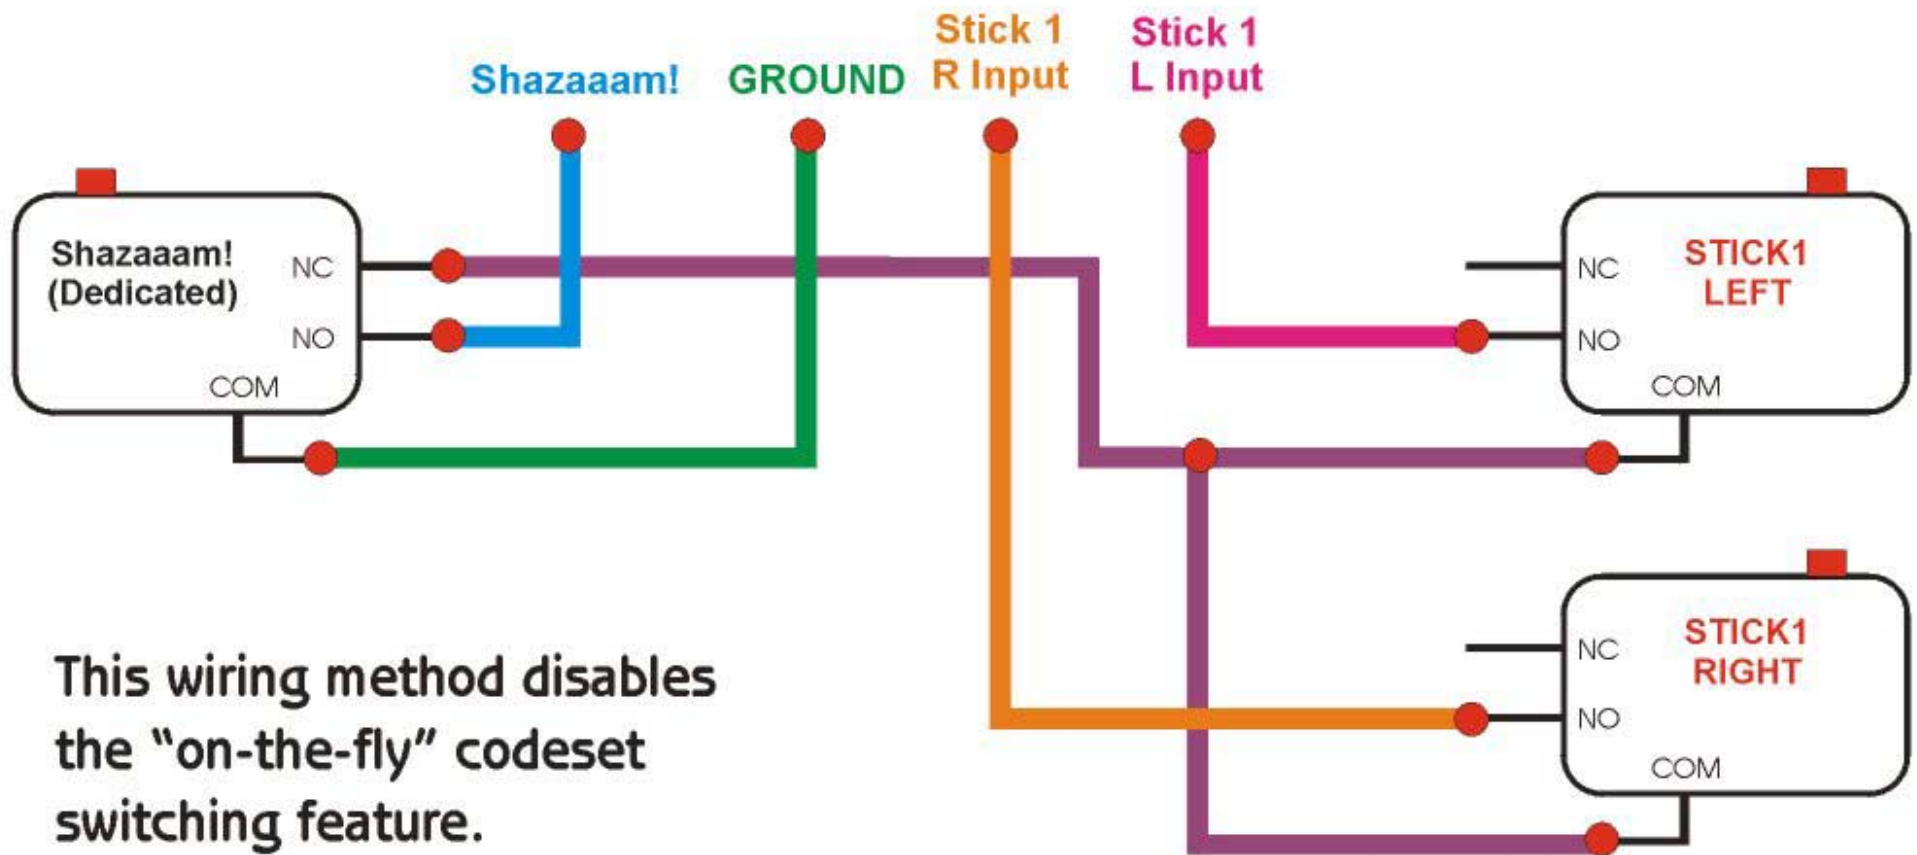 Stick 1
R Input
Stick 1
L Input
Shazaaam!
GROUND
Shazaaam!
(Dedicated)
NC
NO
COM
STICK1
LEFT
NC
NO
COM
STICK1
RIGHT
NC
NO
COM
This wiring method disables
the “on-the-fly” codeset
switching feature.